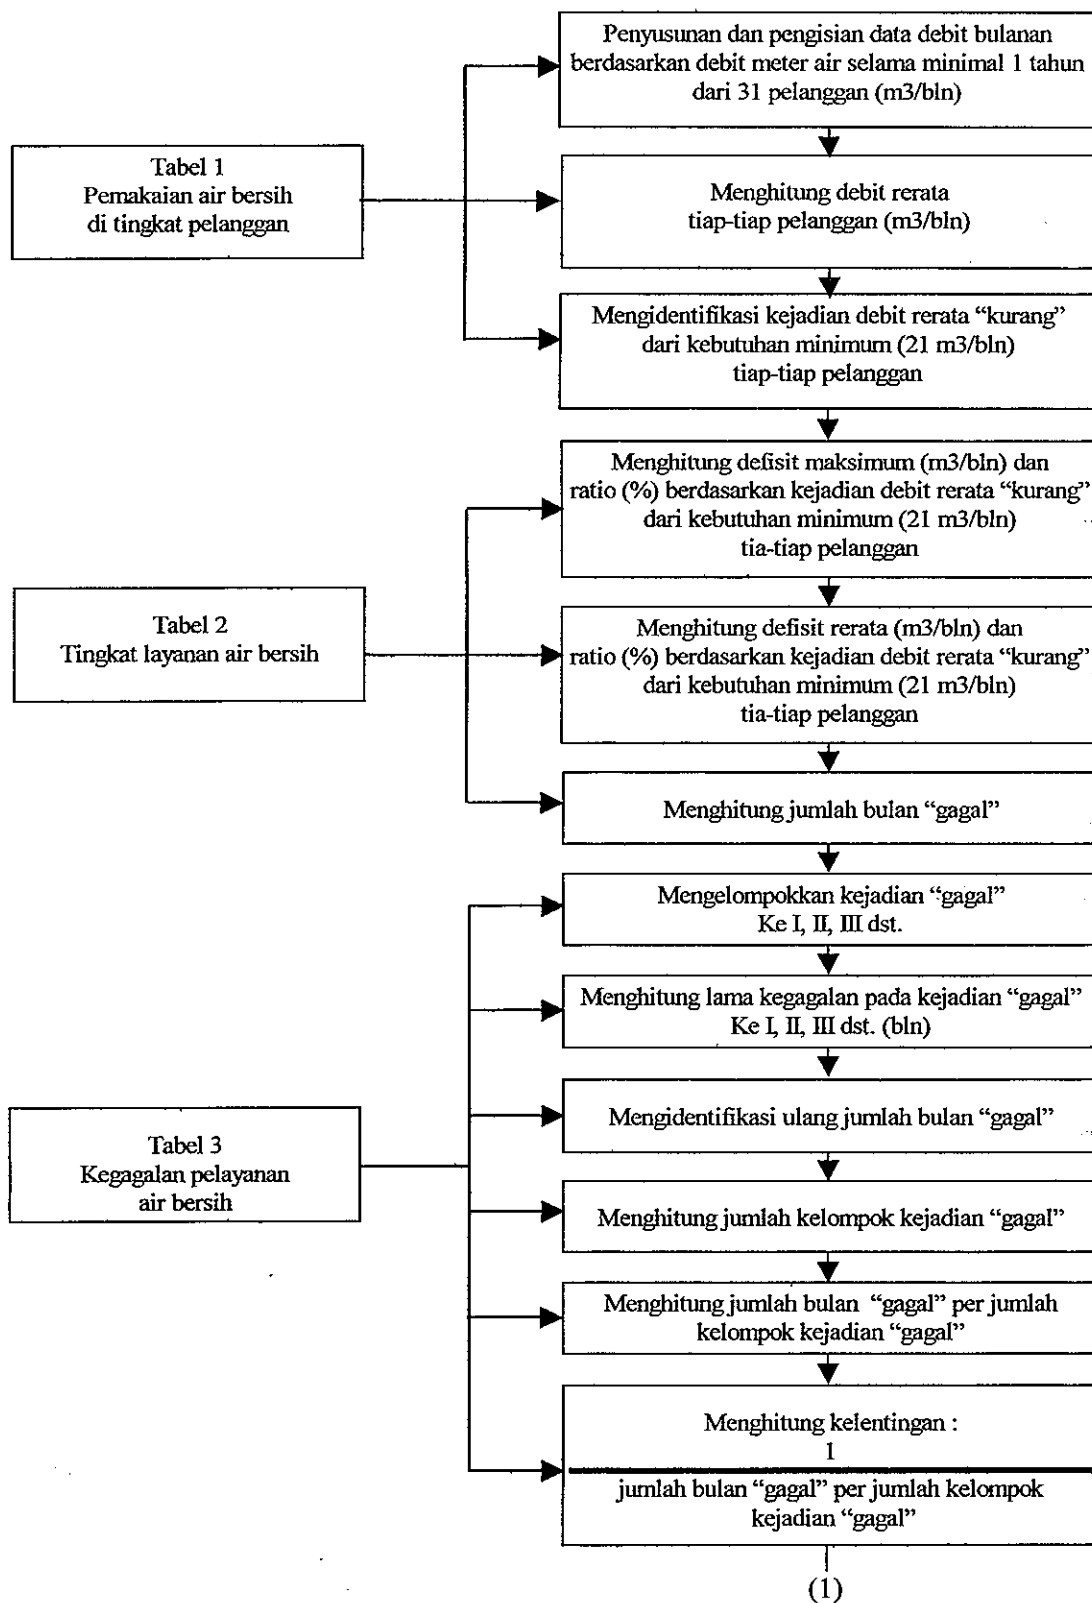 Penyusunan dan pengisian data debit bulanan
berdasarkan debit meter air selama minimal 1 tahun
dari 31 pelanggan (m3/bln)
Tabel 1
Pemakaian air bersih
di tingkat pelanggan
Menghitung debit rerata
tiap-tiap pelanggan (m3/bln)
Mengidentifikasi kejadian debit rerata “kurang”
dari kebutuhan minimum (21 m3/bln)
tiap-tiap pelanggan
Menghitung defisit maksimum (m3/bln) dan
ratio (%) berdasarkan kejadian debit rerata “kurang”
dari kebutuhan minimum (21 m3/bln)
tia-tiap pelanggan
Tabel 2
Tingkat layanan air bersih
Menghitung defisit rerata (m3/bln) dan
ratio (%) berdasarkan kejadian debit rerata “kurang”
dari kebutuhan minimum (21 m3/bln)
tia-tiap pelanggan
Menghitung jumlah bulan “gagal”
Mengelompokkan kejadian “gagal”
Ke I, II, III dst.
Menghitung lama kegagalan pada kejadian “gagal”
Ke I, II, III dst. (bln)
Tabel 3
Kegagalan pelayanan
air bersih
Mengidentifikasi ulang jumlah bulan “gagal”
Menghitung jumlah kelompok kejadian “gagal”
Menghitung jumlah bulan “gagal” per jumlah
kelompok kejadian “gagal”
Menghitung kelentingan :
1
jumlah bulan “gagal” per jumlah kelompok
kejadian “gagal”
(1)